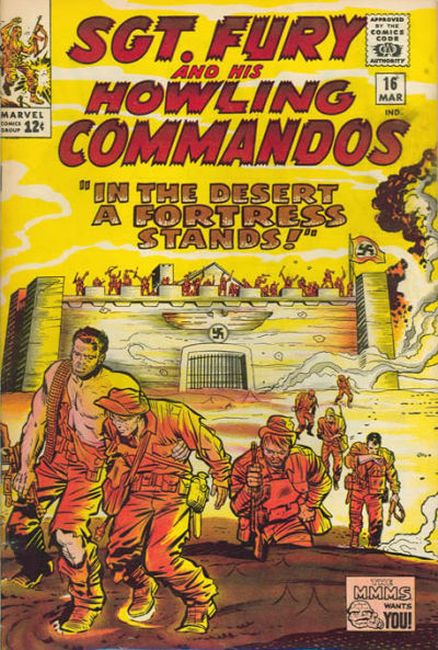 SGT. FURY
AND HIS
HOWLING
COMMANDOS
APPROVED
BY THE
COMICS
CODE
AUTHORITY
MARVEL
COMICS
GROUP 12¢
16
MAR
IND.
"IN THE DESERT
A FORTRESS
STANDS!"
THE
M.M.M.S.
WANTS
YOU!